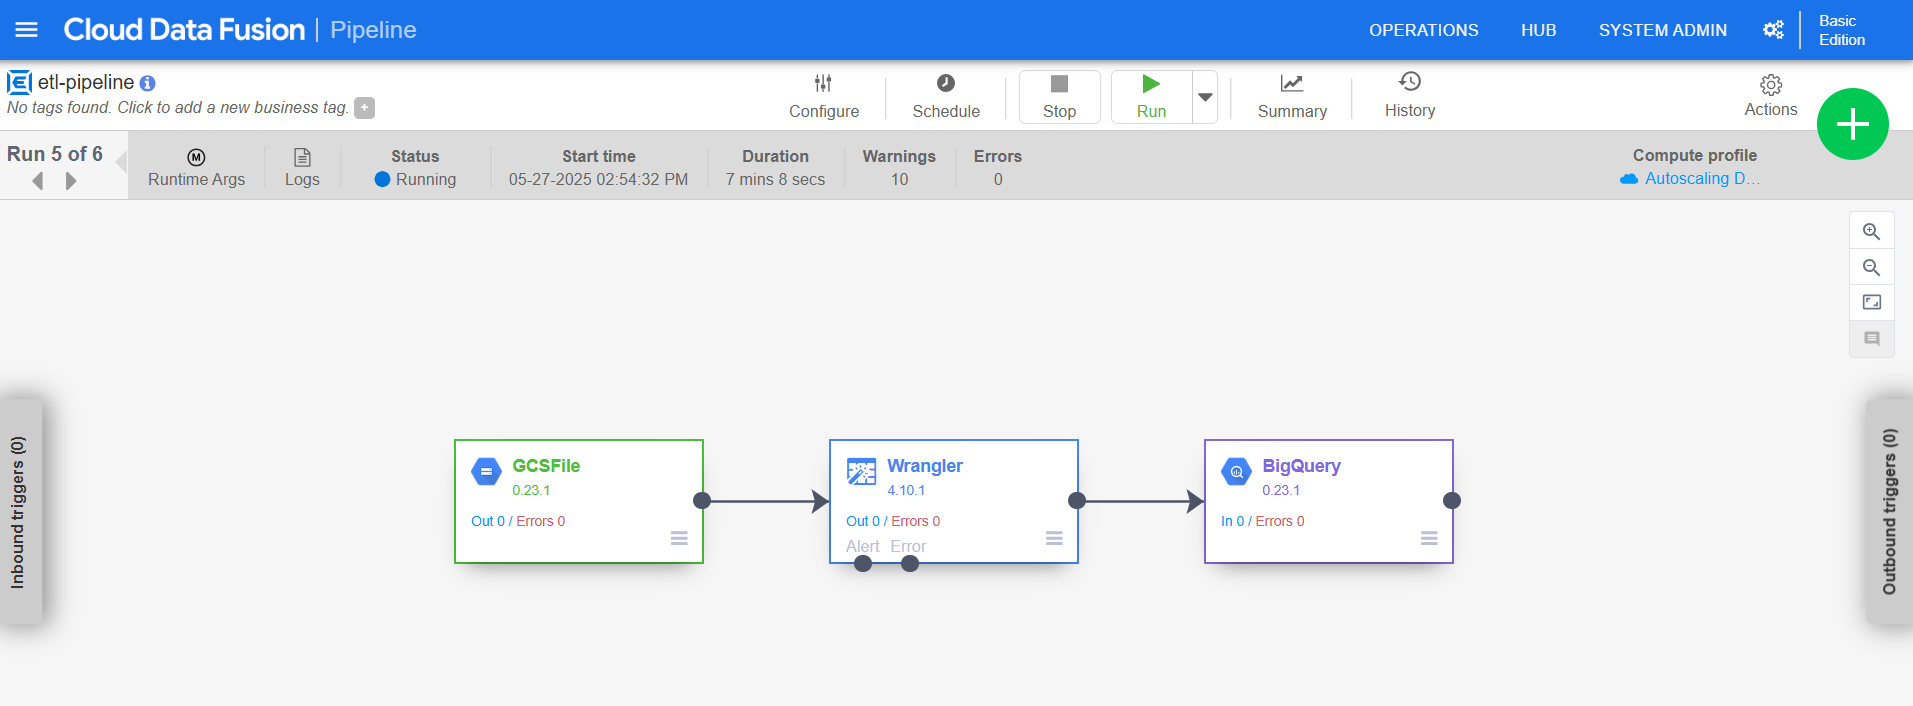 Cloud Data Fusion | Pipeline
OPERATIONS
HUB
SYSTEM ADMIN
Basic
Edition
etl-pipeline
No tags found. Click to add a new business tag. +
Configure
Schedule
Stop
Run
Summary
History
Actions
Run 5 of 6
M
Runtime Args
Logs
Status
Running
Start time
05-27-2025 02:54:32 PM
Duration
7 mins 8 secs
Warnings
10
Errors
0
Compute profile
Autoscaling D...
Inbound triggers (0)
GCSFile
0.23.1
Out 0 / Errors 0
Wrangler
4.10.1
Out 0 / Errors 0
Alert Error
BigQuery
0.23.1
In 0 / Errors 0
Outbound triggers (0)